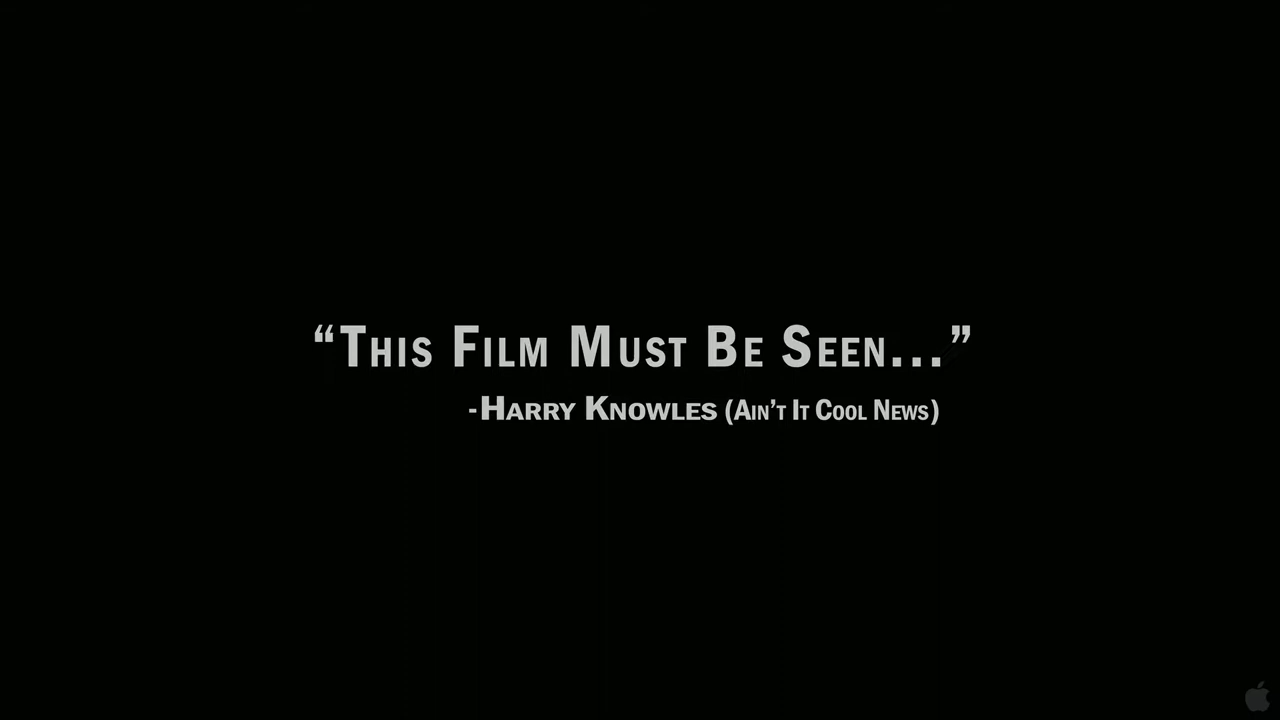 “This Film Must Be Seen...”
-Harry Knowles (Ain’t It Cool News)